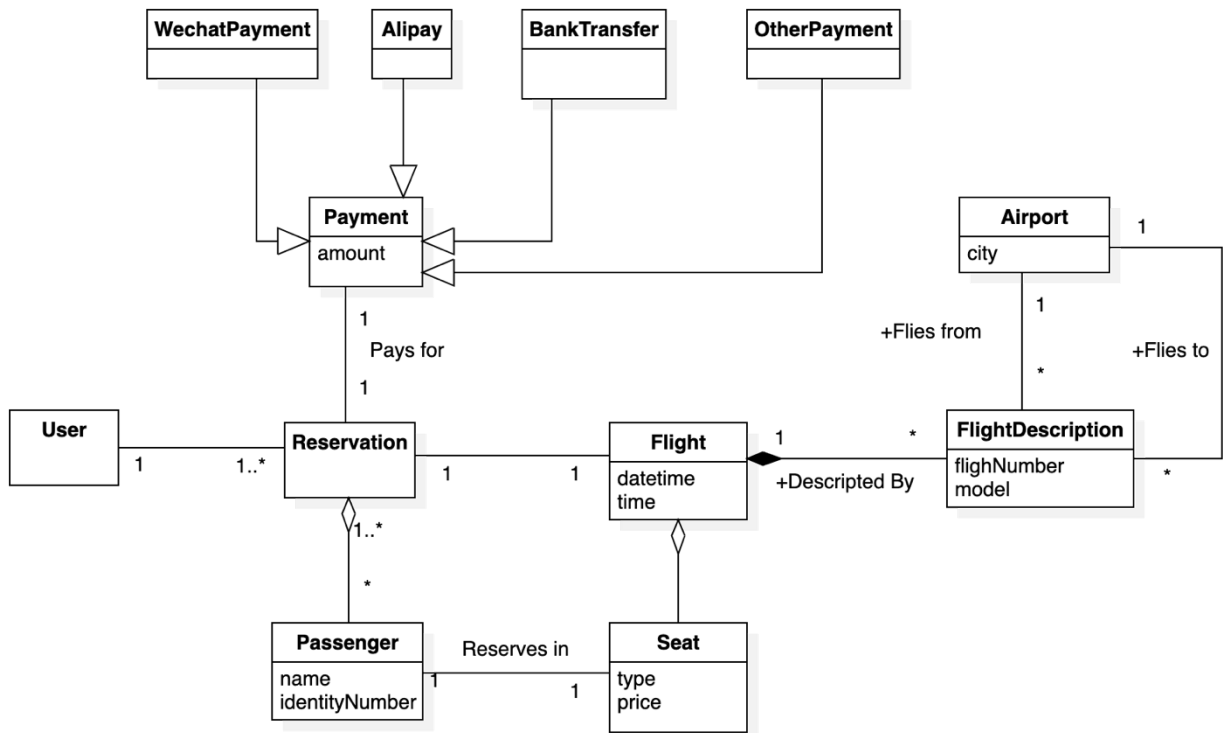 WechatPayment
Alipay
BankTransfer
OtherPayment
Payment
amount
Airport
city
1
1
1
+Flies from
+Flies to
Pays for
*
1
User
Reservation
Flight
datetime
time
1
*
FlightDescription
flighNumber
model
1
1..*
1
1
+Descripted By
*
1..*
*
Passenger
name
identityNumber
Reserves in
1
1
Seat
type
price